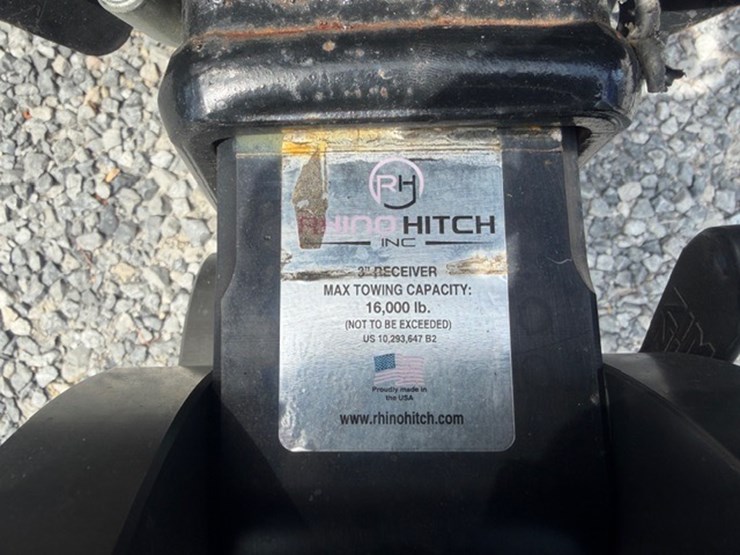 RH
RHINO HITCH
INC
3" RECEIVER
MAX TOWING CAPACITY:
16,000 lb.
(NOT TO BE EXCEEDED)
US 10,293,647 B2
Proudly made in
the USA
www.rhinohitch.com